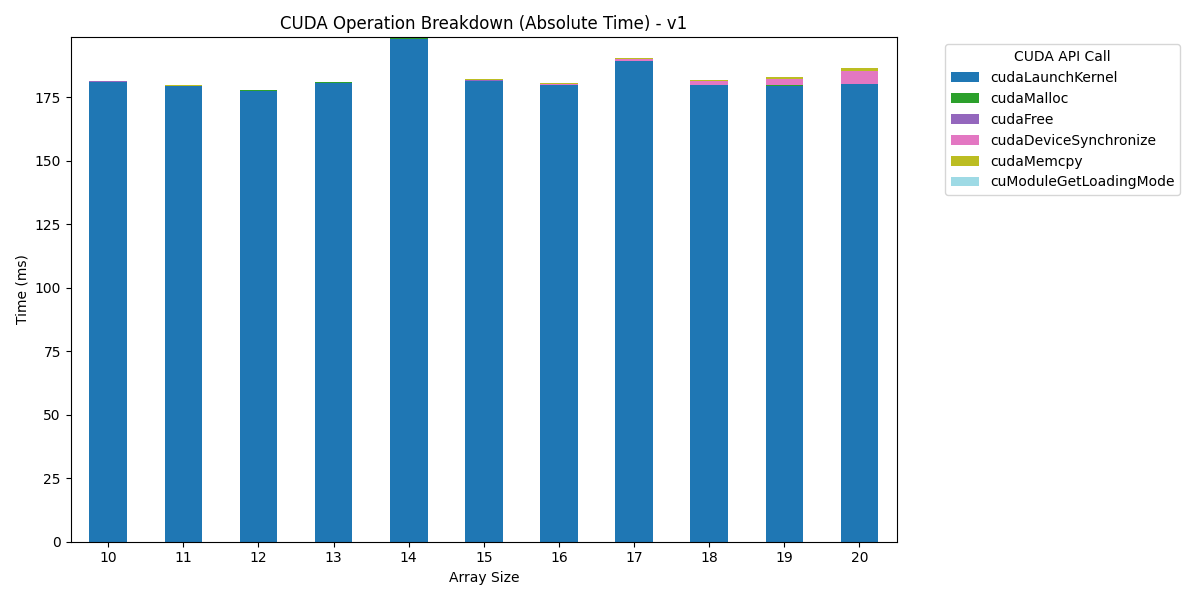 CUDA Operation Breakdown (Absolute Time) - v1
Time (ms)
175
150
125
100
75
50
25
0
10 11 12 13 14 15 16 17 18 19 20
Array Size
CUDA API Call
cudaLaunchKernel
cudaMalloc
cudaFree
cudaDeviceSynchronize
cudaMemcpy
cuModuleGetLoadingMode